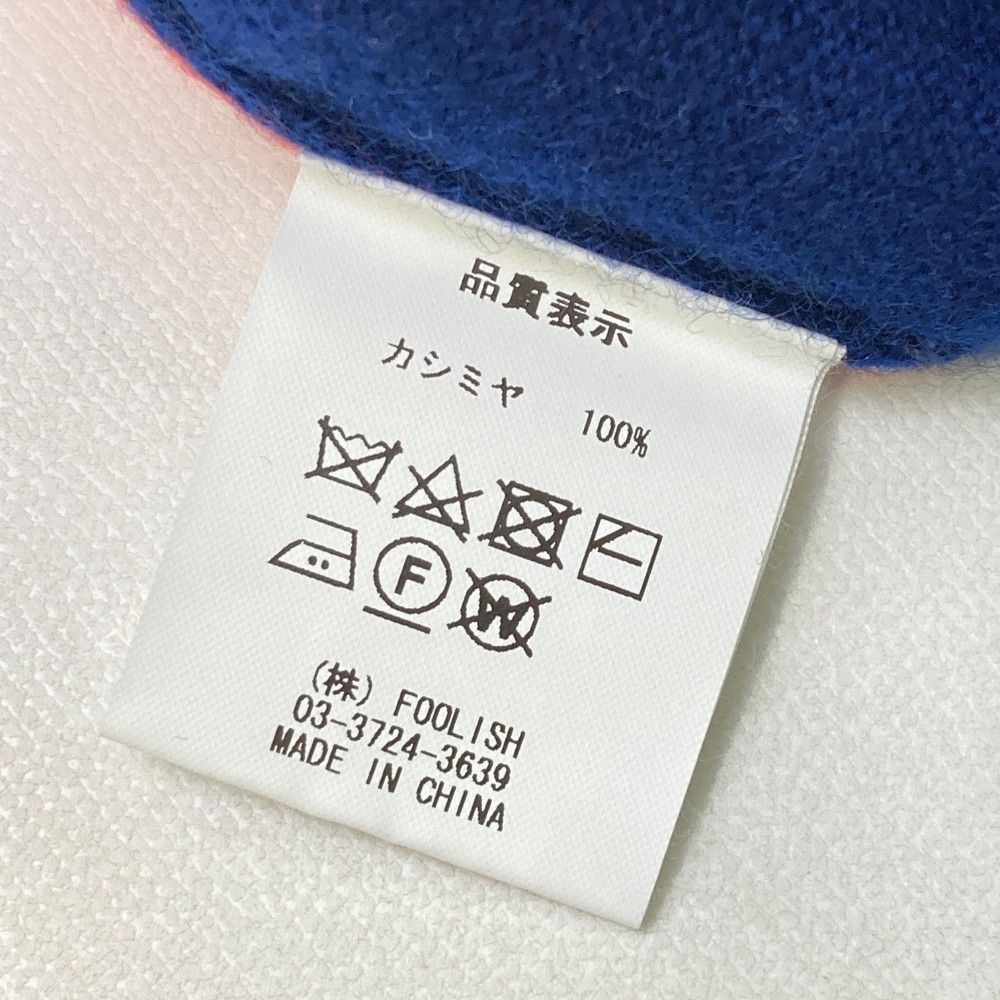 品質表示
カシミヤ 100%
F W
(株) FOOLISH
03-3724-3639
MADE IN CHINA